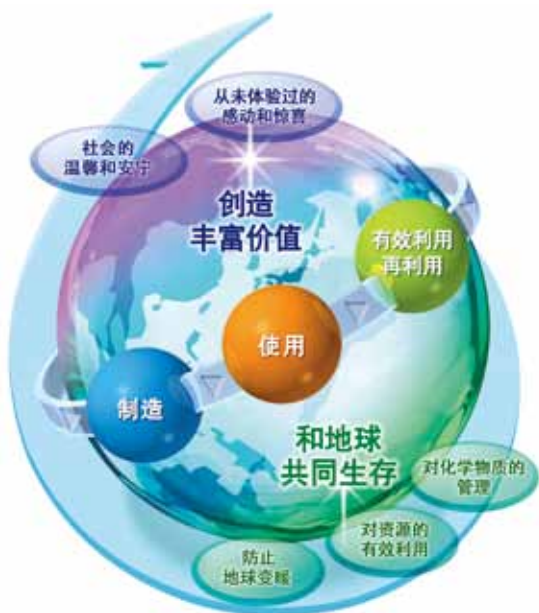 从未体验过的
感动和惊喜
社会的
温馨和安宁
创造
丰富价值
有效利用
再利用
使用
制造
和地球
共同生存
对化学物质的
管理
对资源的
有效利用
防止
地球变暖